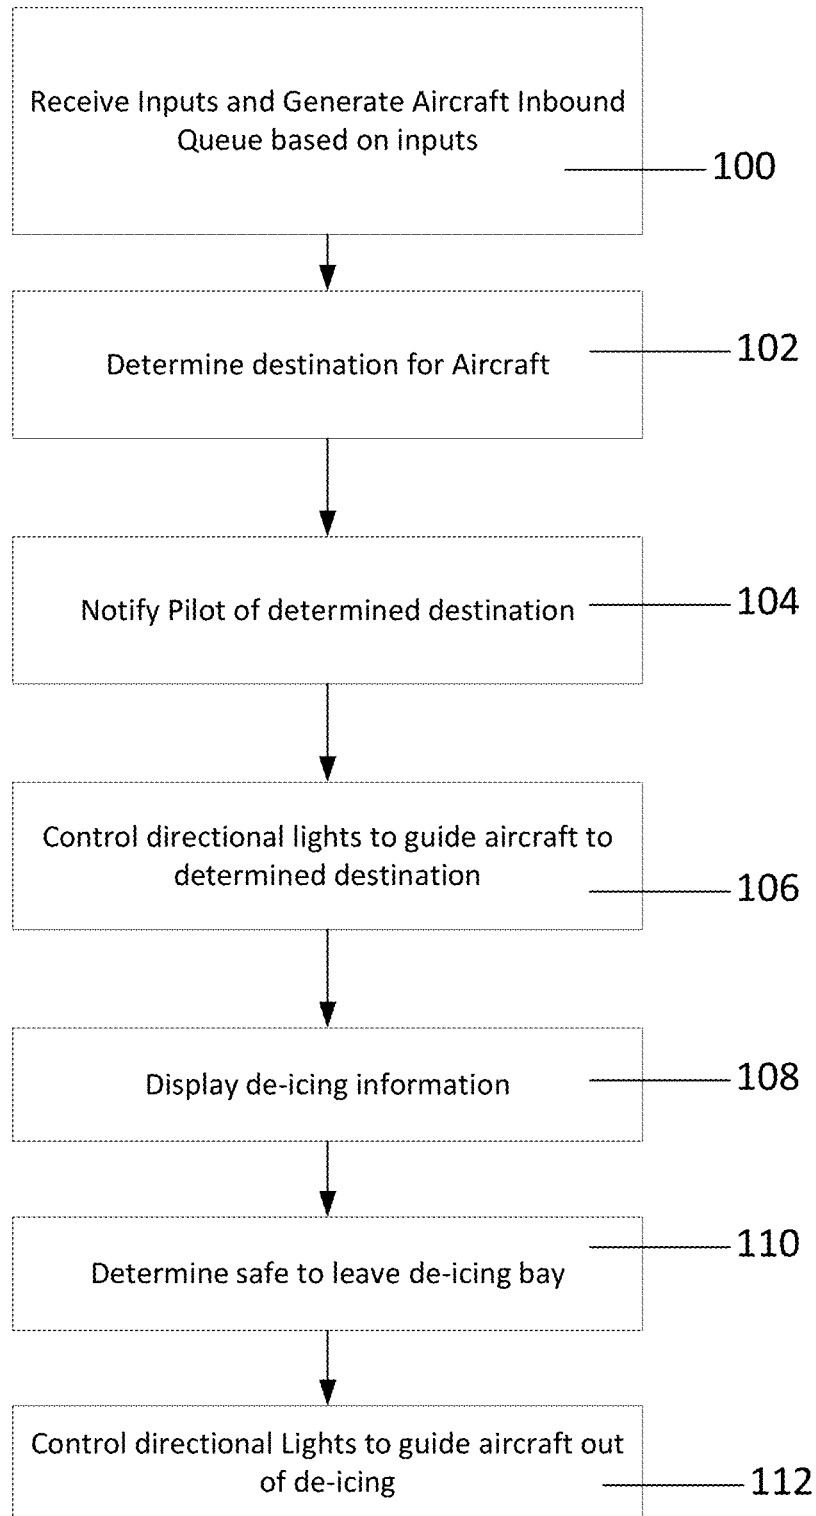 Receive Inputs and Generate Aircraft Inbound
Queue based on inputs
100
Determine destination for Aircraft
102
Notify Pilot of determined destination
104
Control directional lights to guide aircraft to
determined destination
106
Display de-icing information
108
Determine safe to leave de-icing bay
110
Control directional Lights to guide aircraft out
of de-icing
112